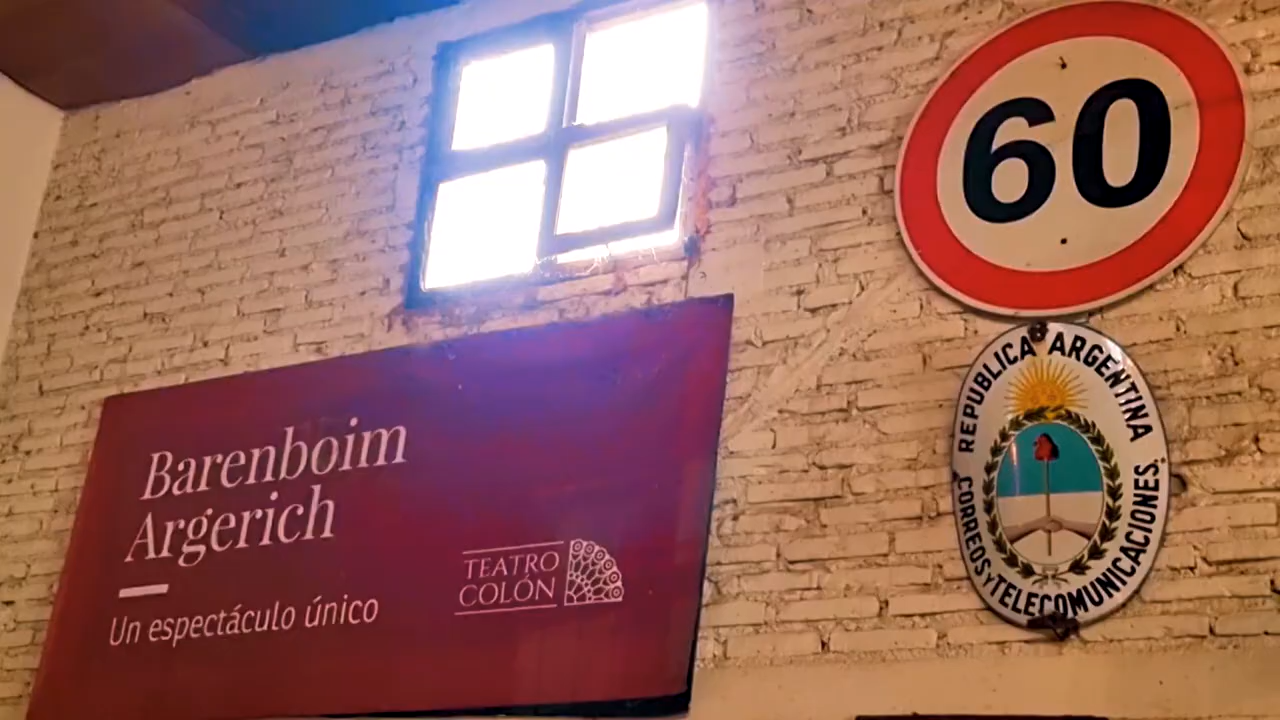 60
REPUBLICA ARGENTINA
CORREOS Y TELECOMUNICACIONES.
Barenboim
Argerich
Un espectáculo único
TEATRO
COLÓN